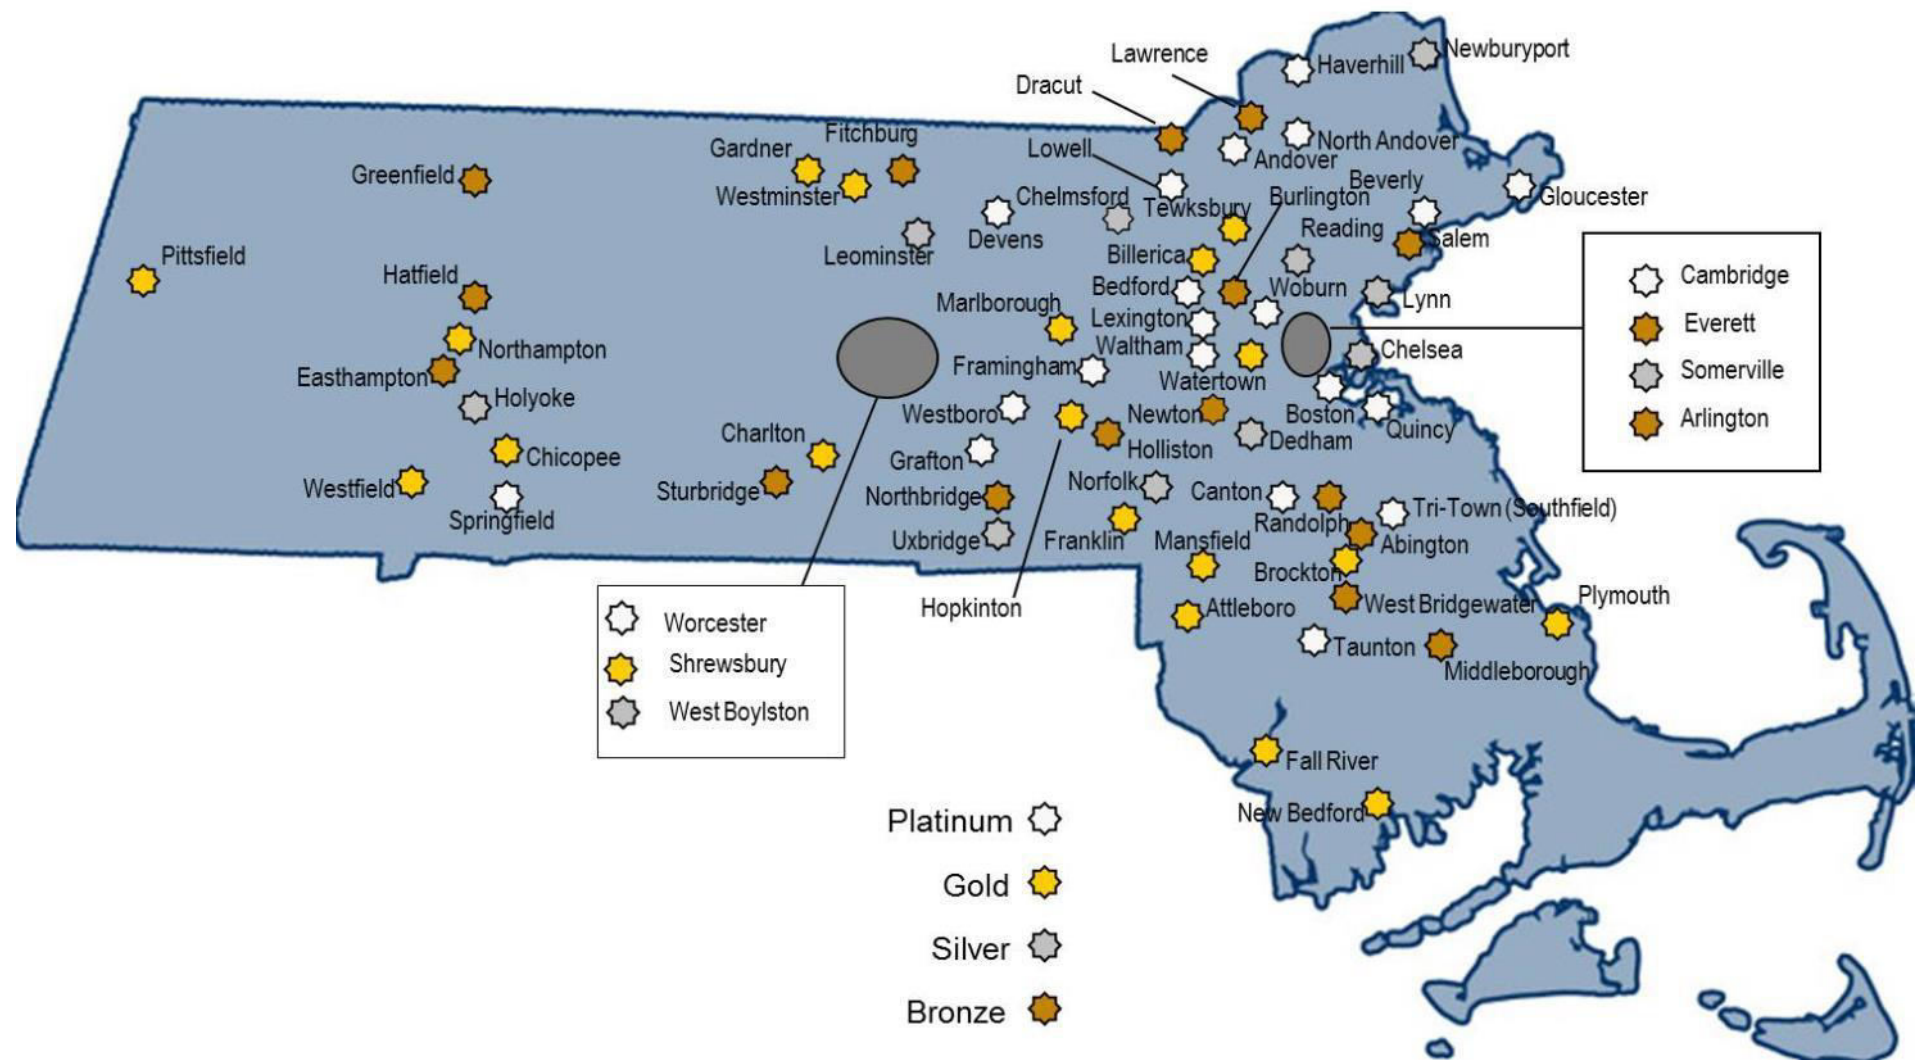 Newburyport
Lawrence
Haverhill
Dracut
Fitchburg
North Andover
Gardner
Lowell
Andover
Greenfield
Beverly
Westminster
Chelmsford
Tewksbury
Burlington
Gloucester
Devens
Reading
Salem
Leominster
Pittsfield
Billerica
Hatfield
Bedford
Woburn
Marlborough
Lynn
Lexington
Northampton
Waltham
Chelsea
Framingham
Easthampton
Watertown
Holyoke
Westboro
Newton
Boston
Quincy
Charlton
Dedham
Holliston
Chicopee
Grafton
Norfolk
Westfield
Sturbridge
Northbridge
Canton
Tri-Town (Southfield)
Springfield
Randolph
Uxbridge
Franklin
Mansfield
Abington
Brockton
Hopkinton
Attleboro
West Bridgewater
Plymouth
Taunton
Middleborough
Fall River
New Bedford
Cambridge
Everett
Somerville
Arlington
Worcester
Shrewsbury
West Boylston
Platinum
Gold
Silver
Bronze